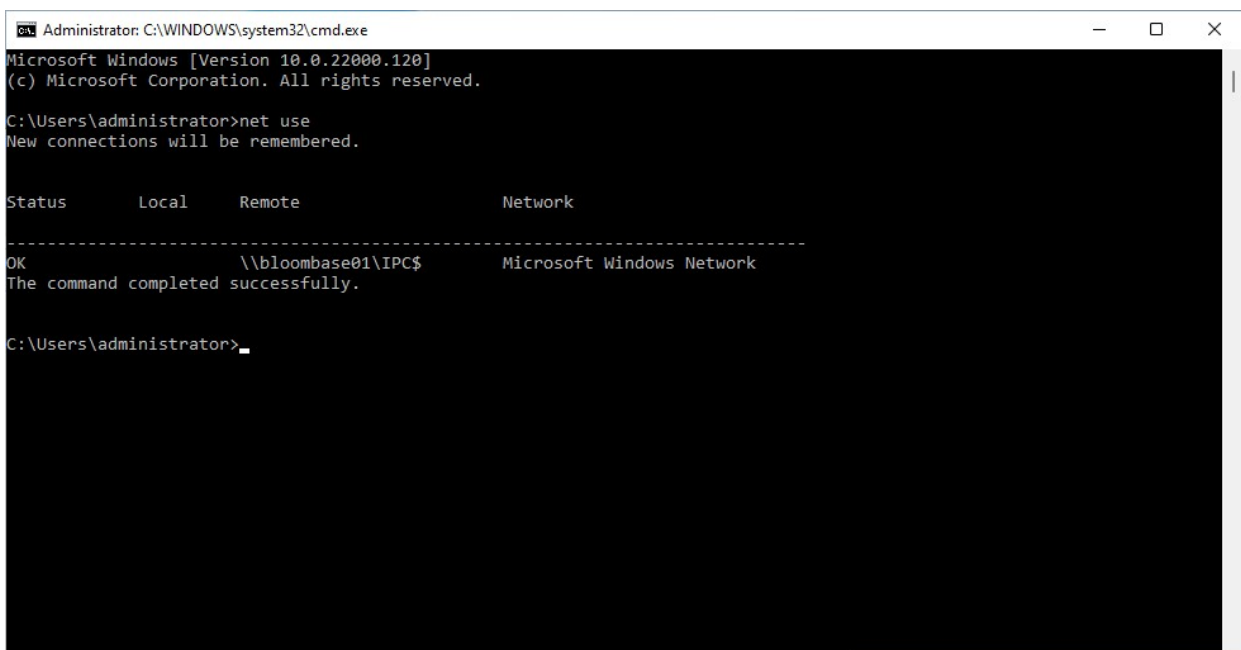 Administrator: C:\WINDOWS\system32\cmd.exe
Microsoft Windows [Version 10.0.22000.120]
(c) Microsoft Corporation. All rights reserved.
C:\Users\administrator>net use
New connections will be remembered.
Status Local Remote Network
-------------------------------------------------------------------------------
OK \\bloombase01\IPC$ Microsoft Windows Network
The command completed successfully.
C:\Users\administrator>